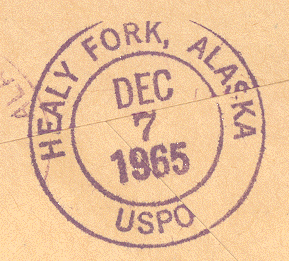 HEALY FORK, ALASKA
DEC
7
1965
USPO